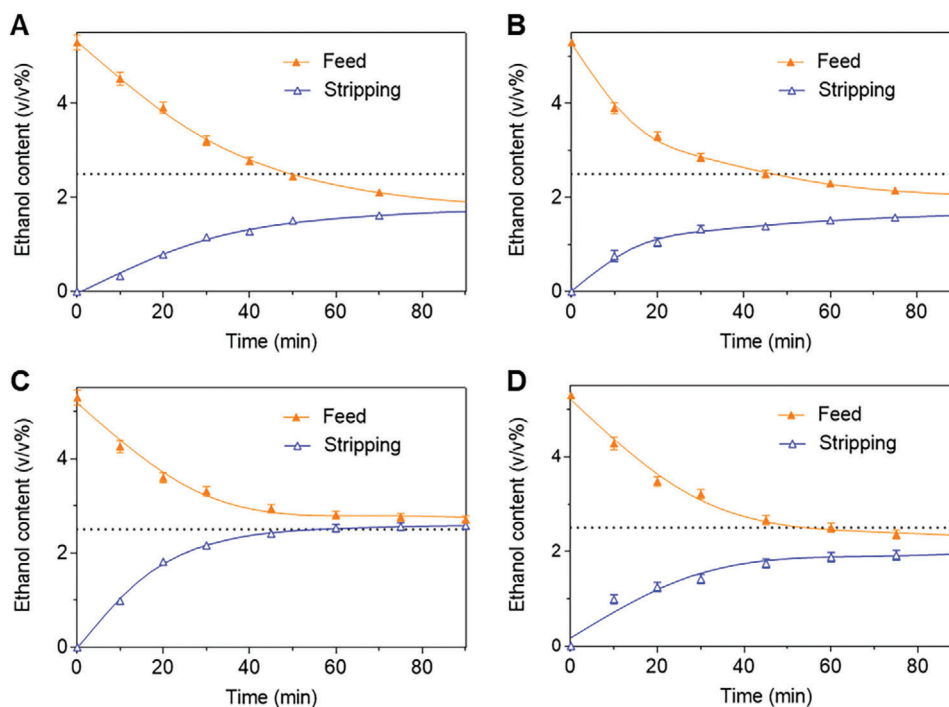 A
Ethanol content (v/v%)
4
2
0
Feed
Stripping
0 20 40 60 80
Time (min)
B
Ethanol content (v/v%)
4
2
0
Feed
Stripping
0 20 40 60 80
Time (min)
C
Ethanol content (v/v%)
4
2
0
Feed
Stripping
0 20 40 60 80
Time (min)
D
Ethanol content (v/v%)
4
2
0
Feed
Stripping
0 20 40 60 80
Time (min)